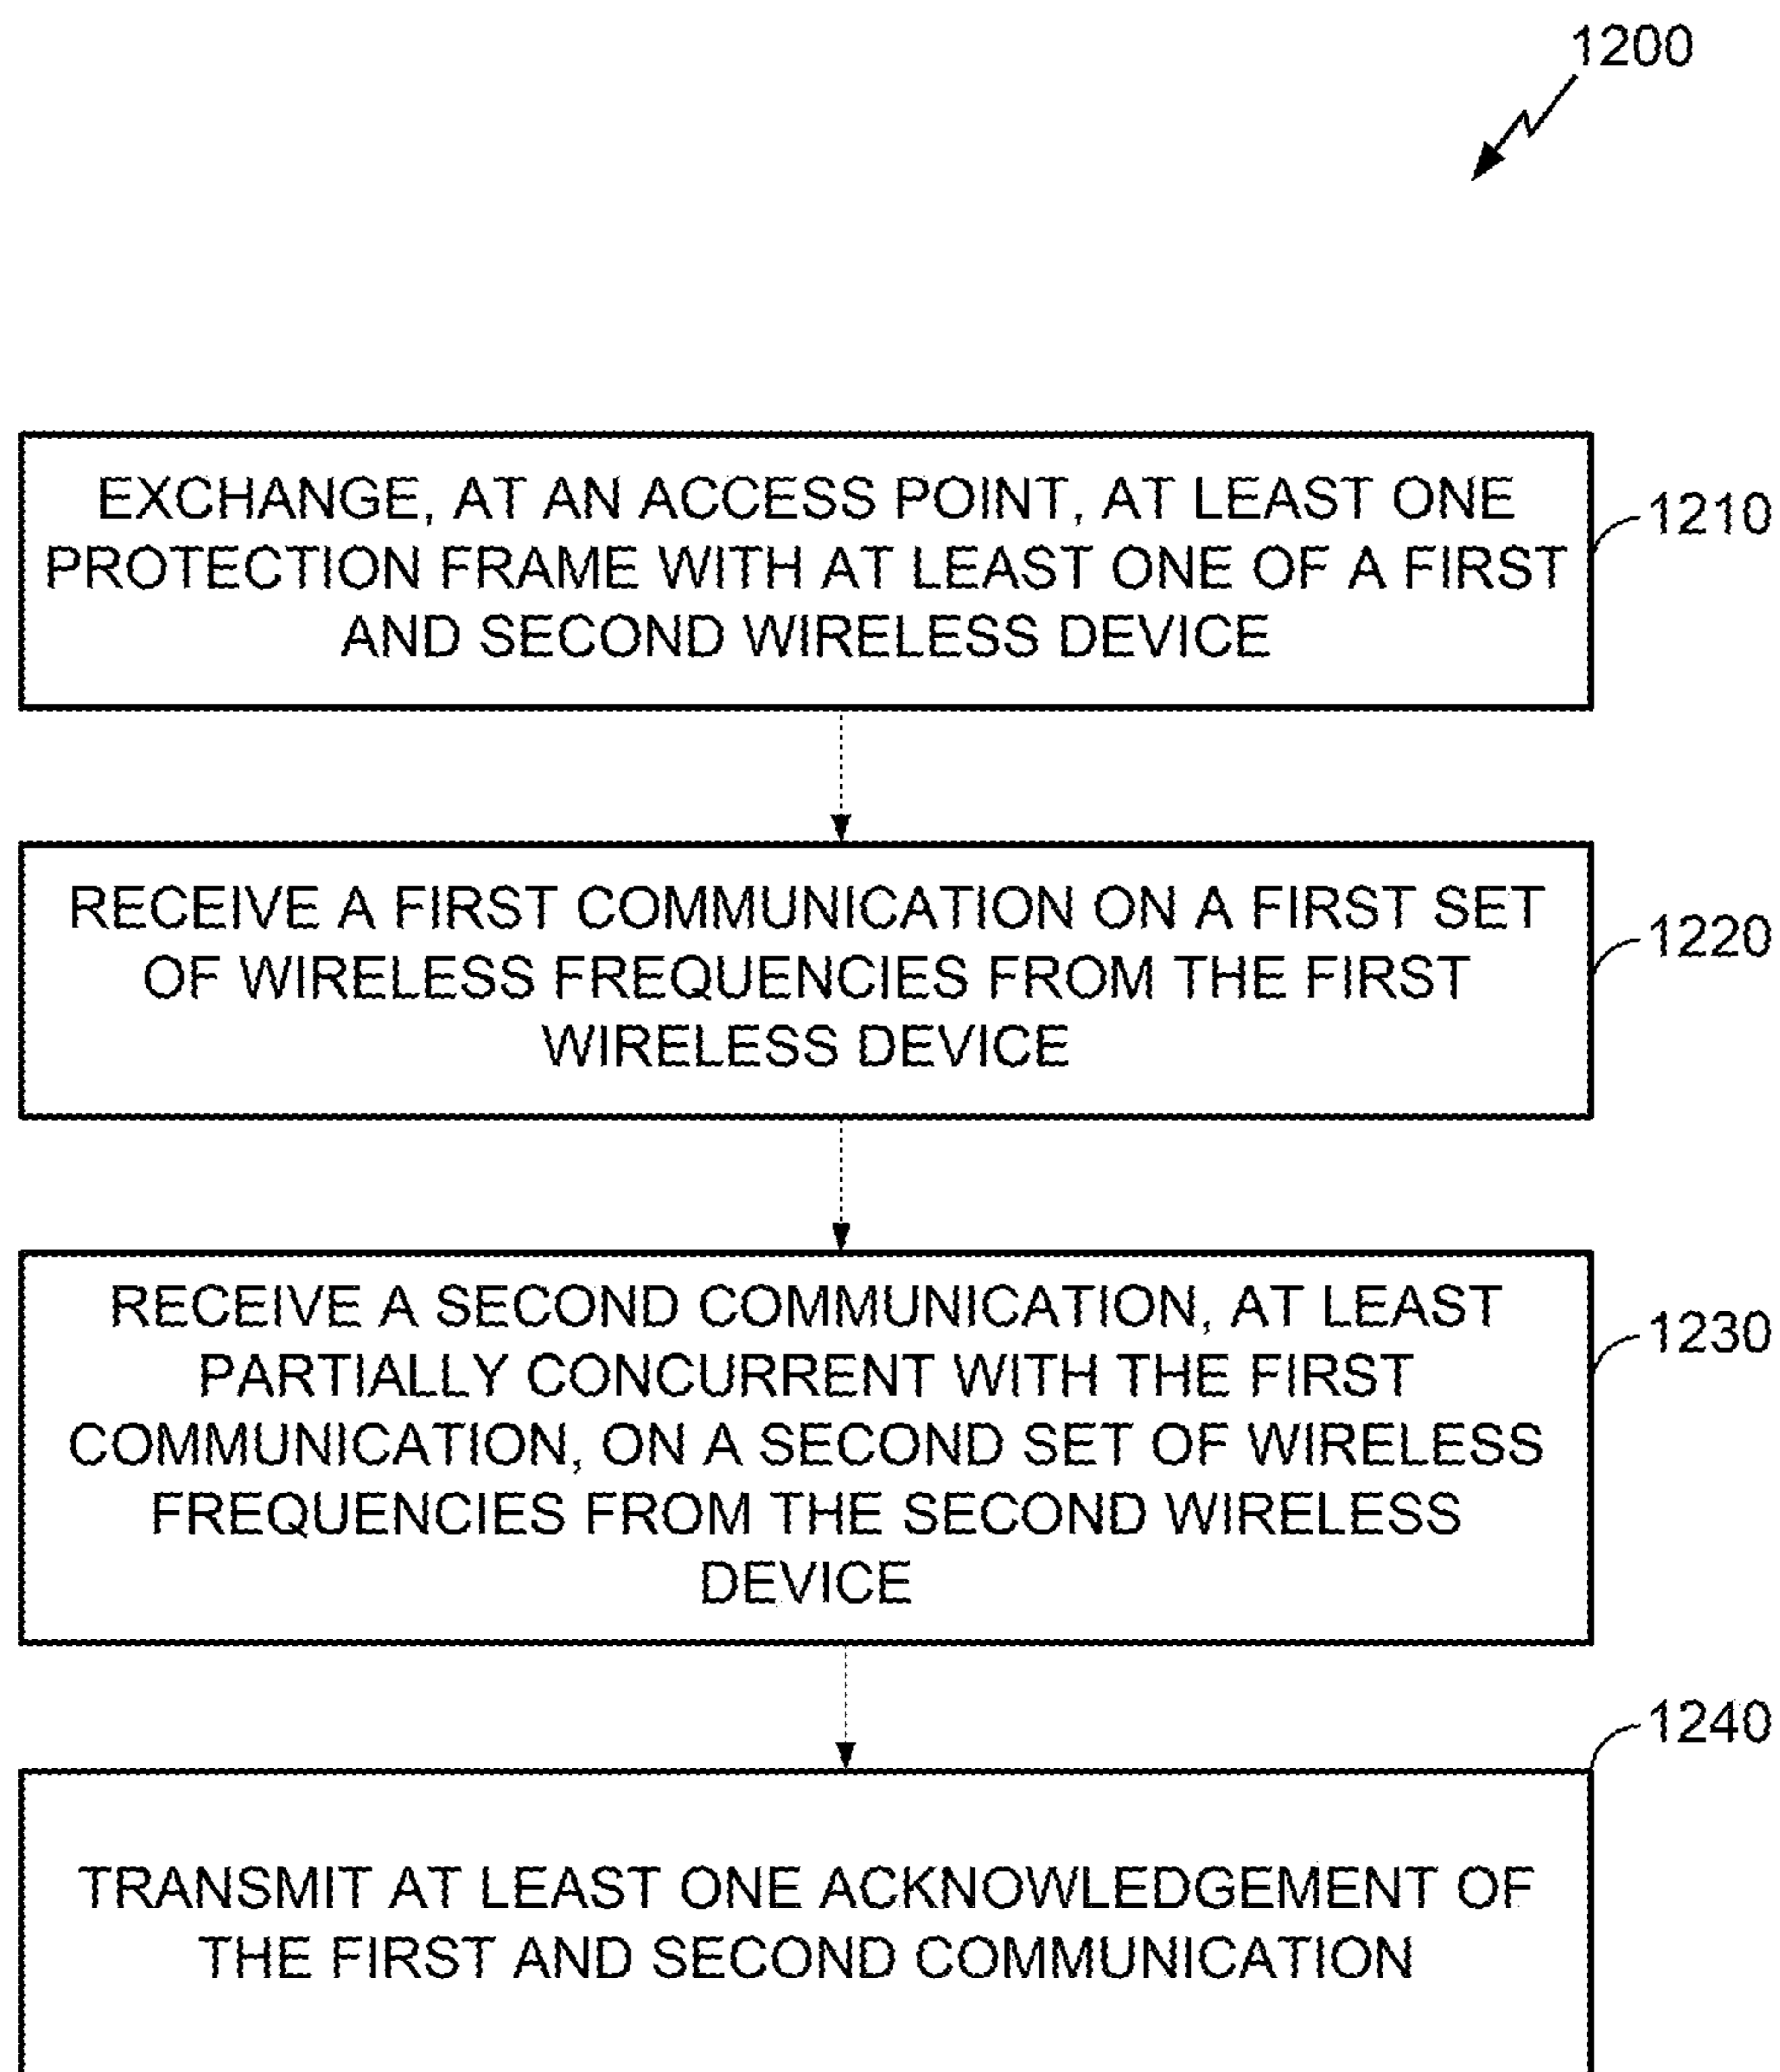 1200
EXCHANGE, AT AN ACCESS POINT, AT LEAST ONE
PROTECTION FRAME WITH AT LEAST ONE OF A FIRST
AND SECOND WIRELESS DEVICE
1210
RECEIVE A FIRST COMMUNICATION ON A FIRST SET
OF WIRELESS FREQUENCIES FROM THE FIRST
WIRELESS DEVICE
1220
RECEIVE A SECOND COMMUNICATION, AT LEAST
PARTIALLY CONCURRENT WITH THE FIRST
COMMUNICATION, ON A SECOND SET OF WIRELESS
FREQUENCIES FROM THE SECOND WIRELESS
DEVICE
1230
1240
TRANSMIT AT LEAST ONE ACKNOWLEDGEMENT OF
THE FIRST AND SECOND COMMUNICATION